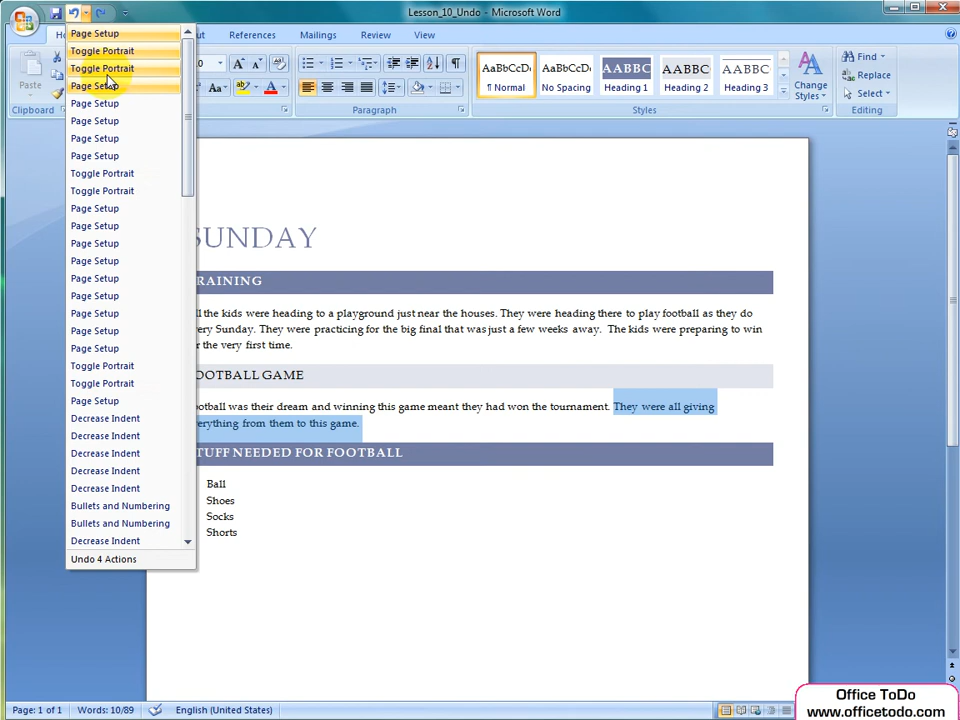 Lesson_10_Undo - Microsoft Word
References
Mailings
Review
View
Page Setup
Toggle Portrait
Toggle Portrait
Page Setup
Page Setup
Page Setup
Page Setup
Page Setup
Toggle Portrait
Toggle Portrait
Page Setup
Page Setup
Page Setup
Page Setup
Page Setup
Page Setup
Page Setup
Page Setup
Page Setup
Toggle Portrait
Toggle Portrait
Page Setup
Decrease Indent
Decrease Indent
Decrease Indent
Decrease Indent
Decrease Indent
Bullets and Numbering
Bullets and Numbering
Decrease Indent
Undo 4 Actions
Paste
Clipboard
Aa
A
A
A
Paragraph
AaBbCcDc
¶ Normal
AaBbCcDc
No Spacing
AABBC
Heading 1
AABBCC
Heading 2
AABBC
Heading 3
Change
Styles
Styles
Find
Replace
Select
Editing
SUNDAY
RAINING
ll the kids were heading to a playground just near the houses. They were heading there to play football as they do
very Sunday. They were practicing for the big final that was just a few weeks away. The kids were preparing to win
r the very first time.
OOTBALL GAME
ootball was their dream and winning this game meant they had won the tournament. They were all giving
erything from them to this game.
TUFF NEEDED FOR FOOTBALL
Ball
Shoes
Socks
Shorts
Page: 1 of 1
Words: 10/89
English (United States)
Office ToDo
www.officetodo.com